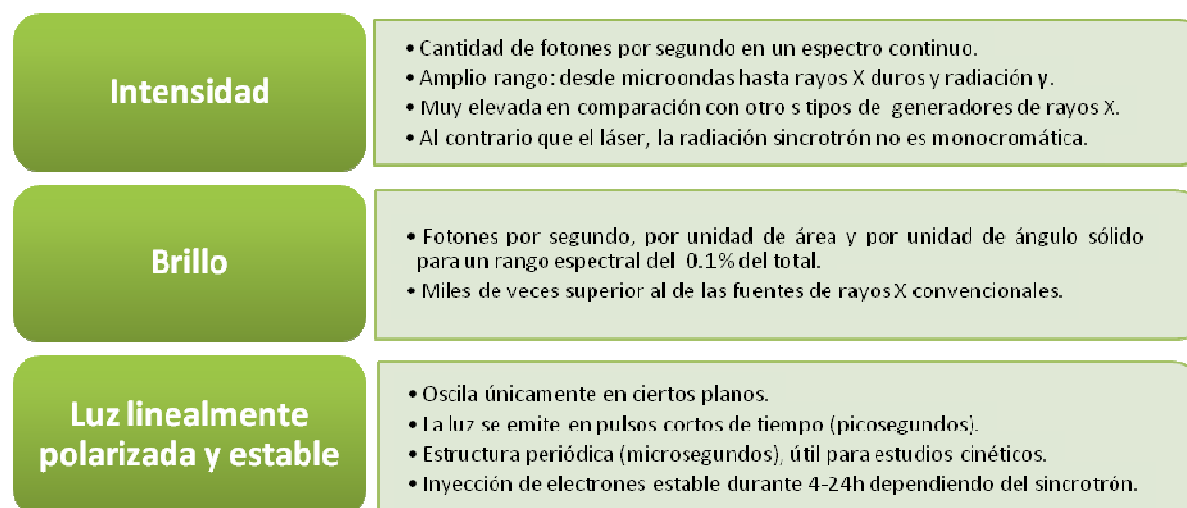 Intensidad
• Cantidad de fotones por segundo en un espectro continuo.
• Amplio rango: desde microondas hasta rayos X duros y radiación γ.
• Muy elevada en comparación con otro s tipos de generadores de rayos X.
• Al contrario que el láser, la radiación sincrotrón no es monocromática.
Brillo
• Fotones por segundo, por unidad de área y por unidad de ángulo sólido
para un rango espectral del 0.1% del total.
• Miles de veces superior al de las fuentes de rayos X convencionales.
Luz linealmente
polarizada y estable
• Oscila únicamente en ciertos planos.
• La luz se emite en pulsos cortos de tiempo (picosegundos).
• Estructura periódica (microsegundos), útil para estudios cinéticos.
• Inyección de electrones estable durante 4-24h dependiendo del sincrotrón.